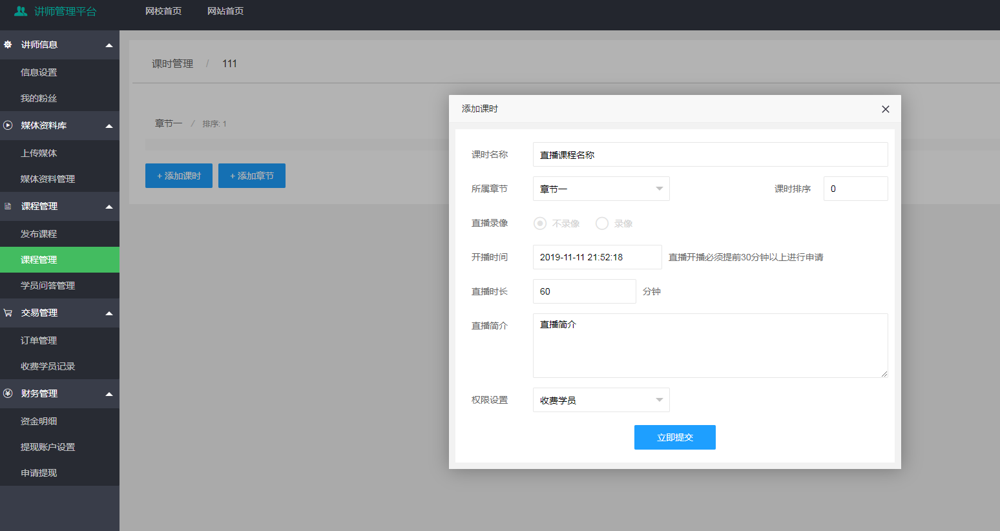 讲师管理平台 网校首页 网站首页
讲师信息
信息设置
我的粉丝
媒体资料库
上传媒体
媒体资料管理
课程管理
发布课程
课程管理
学员问答管理
交易管理
订单管理
收费学员记录
财务管理
资金明细
提现账户设置
申请提现
课时管理 / 111
章节一 / 排序: 1
+ 添加课时 + 添加章节
添加课时
课时名称 直播课程名称
所属章节 章节一 课时排序 0
直播录像 不录像 录像
开播时间 2019-11-11 21:52:18 直播开播必须提前30分钟以上进行申请
直播时长 60 分钟
直播简介 直播简介
权限设置 收费学员
立即提交